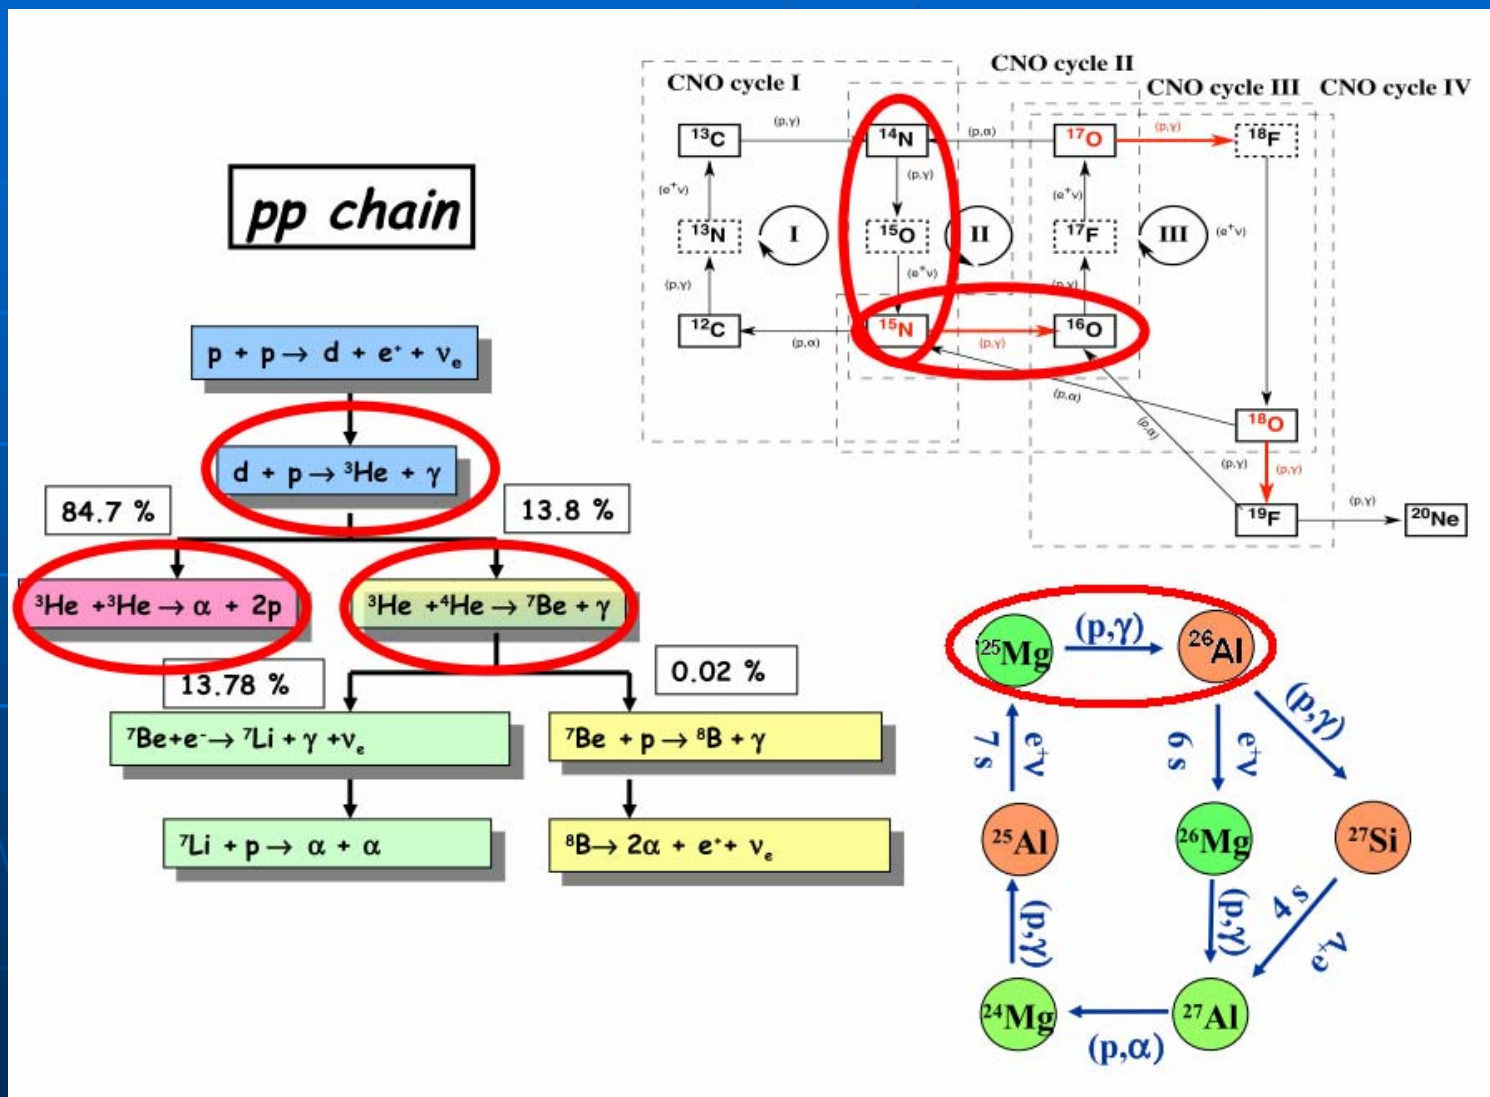 pp chain
p + p → d + e⁺ + νₑ
d + p → ³He + γ
84.7 %
13.8 %
³He +³He → α + 2p
³He +⁴He → ⁷Be + γ
13.78 %
0.02 %
⁷Be+e⁻→ ⁷Li + γ +νₑ
⁷Be + p → ⁸B + γ
⁷Li + p → α + α
⁸B→ 2α + e⁺+ νₑ
CNO cycle I
CNO cycle II
CNO cycle III
CNO cycle IV
¹³C
(p,γ)
¹⁴N
(p,α)
¹⁷O
(p,γ)
¹⁸F
(e⁺ν)
(p,γ)
(e⁺ν)
¹³N
I
¹⁵O
II
¹⁷F
III
(e⁺ν)
(p,γ)
(e⁺ν)
(p,γ)
¹²C
(p,α)
¹⁵N
(p,γ)
¹⁶O
(p,α)
(p,α)
¹⁸O
(p,γ)
(p,γ)
¹⁹F
(p,γ)
²⁰Ne
²⁵Mg
(p,γ)
²⁶Al
(p,γ)
7 s
e⁺ν
6 s
e⁺ν
²⁵Al
²⁶Mg
²⁷Si
(p,γ)
(p,γ)
4 s
e⁺ν
²⁴Mg
(p,α)
²⁷Al